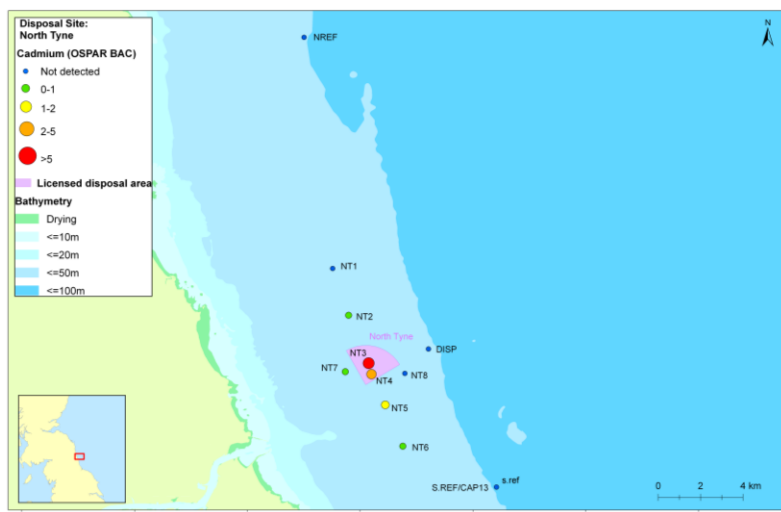 Disposal Site:
North Tyne
Cadmium (OSPAR BAC)
Not detected
0-1
1-2
2-5
>5
Licensed disposal area
Bathymetry
Drying
<=10m
<=20m
<=50m
<=100m
NREF
N
NT1
NT2
North Tyne
DISP
NT3
NT7
NT4
NT8
NT5
NT6
s.ref
S.REF/CAP13
0 2 4 km